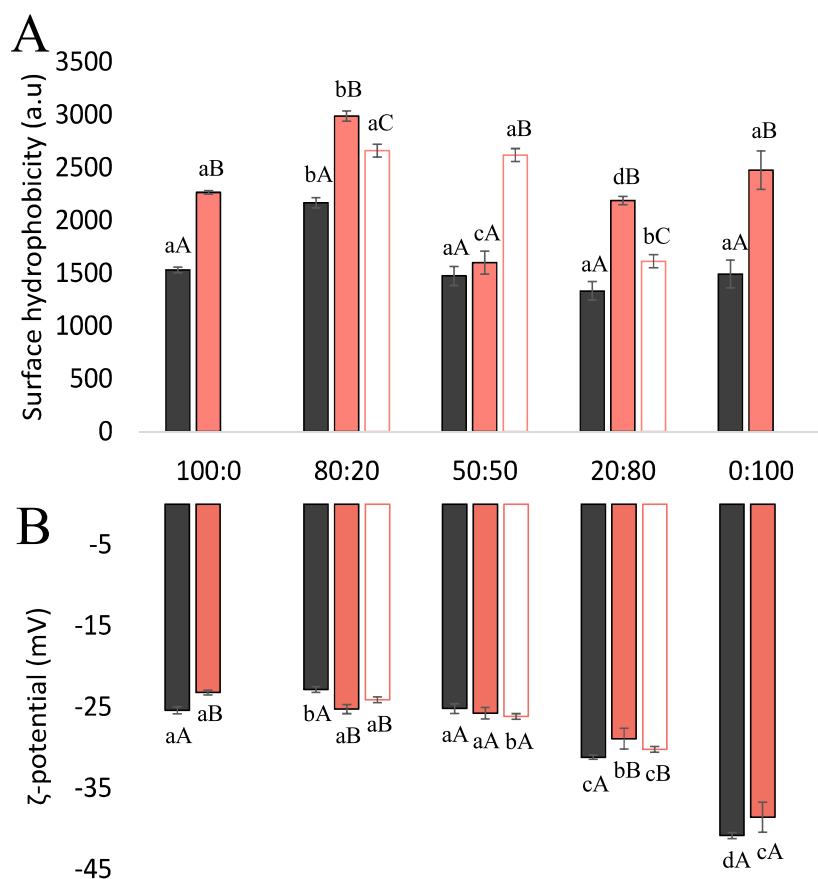 A
Surface hydrophobicity (a.u)
3500
3000
2500
2000
1500
1000
500
0
aA
aB
bA
bB
aC
aA
cA
aB
aA
dB
bC
aA
aB
100:0
80:20
50:50
20:80
0:100
B
ζ-potential (mV)
-5
-15
-25
-35
-45
aA
aB
bA
aB
aB
aA
aA
bA
cA
bB
cB
dA
cA